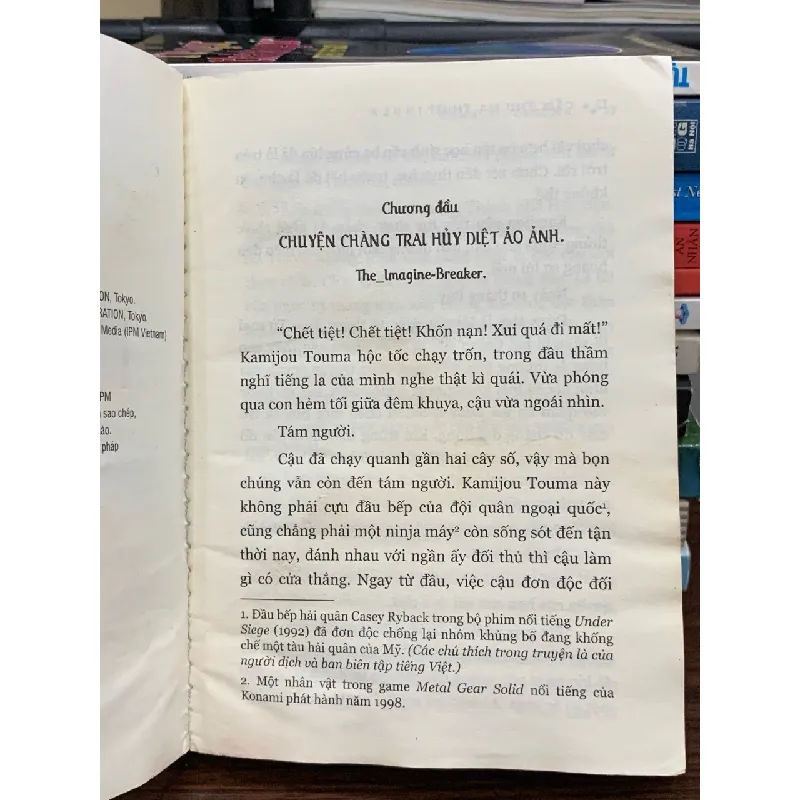 ON, Tokyo.
RATION, Tokyo.
Media (IPM Vietnam)
PM
sao chép,
áo.
pháp
Chương đầu
CHUYỆN CHÀNG TRAI HỦY DIỆT ẢO ẢNH.
The_Imagine-Breaker.
“Chết tiệt! Chết tiệt! Khốn nạn! Xui quá đi mất!”
Kamijou Touma hộc tốc chạy trốn, trong đầu thầm
nghĩ tiếng la của mình nghe thật kì quái. Vừa phóng
qua con hẻm tối giữa đêm khuya, cậu vừa ngoái nhìn.
Tám người.
Cậu đã chạy quanh gần hai cây số, vậy mà bọn
chúng vẫn còn đến tám người. Kamijou Touma này
không phải cựu đầu bếp của đội quân ngoại quốc¹,
cũng chẳng phải một ninja máy² còn sống sót đến tận
thời nay, đánh nhau với ngần ấy đối thủ thì cậu làm
gì có cửa thắng. Ngay từ đầu, việc cậu đơn độc đối
1. Đầu bếp hải quân Casey Ryback trong bộ phim nổi tiếng Under
Siege (1992) đã đơn độc chống lại nhóm khủng bố đang khống
chế một tàu hải quân của Mỹ. (Các chú thích trong truyện là của
người dịch và ban biên tập tiếng Việt.)
2. Một nhân vật trong game Metal Gear Solid nổi tiếng của
Konami phát hành năm 1998.